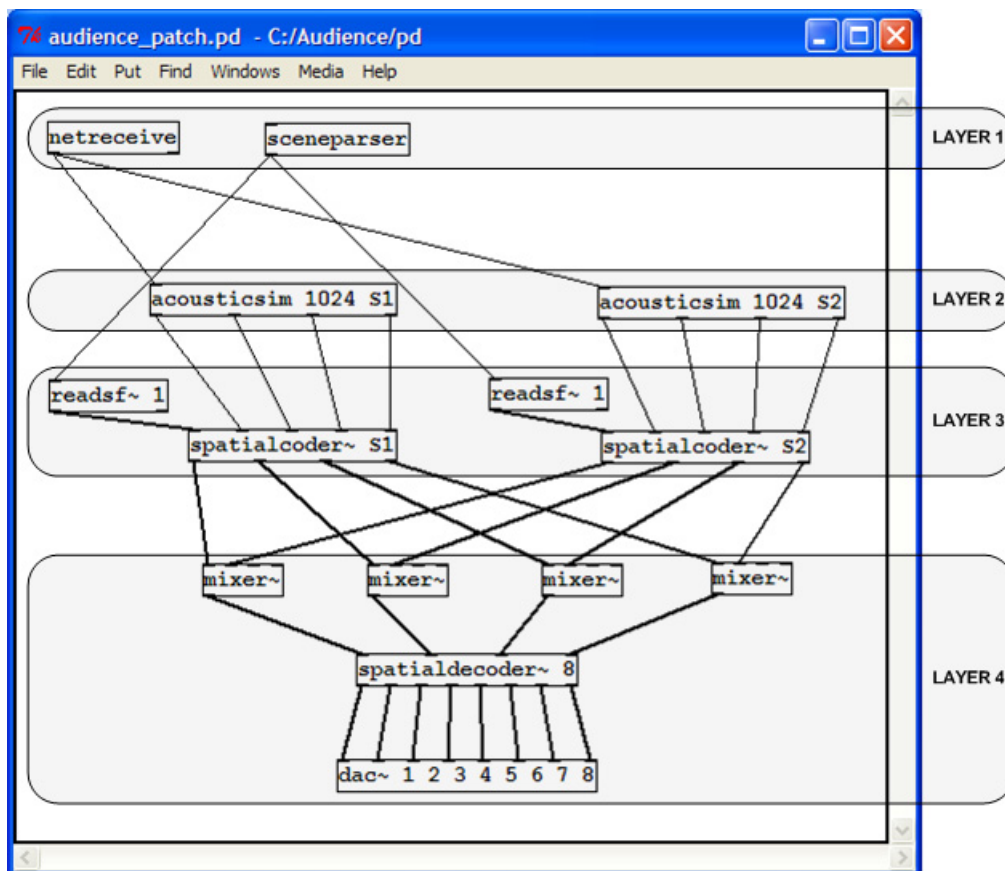 audience_patch.pd - C:/Audience/pd
File Edit Put Find Windows Media Help
netreceive sceneparser LAYER 1
acousticsim 1024 S1 acousticsim 1024 S2 LAYER 2
readsf~ 1 readsf~ 1
spatialcoder~ S1 spatialcoder~ S2 LAYER 3
mixer~ mixer~ mixer~ mixer~
spatialdecoder~ 8 LAYER 4
dac~ 1 2 3 4 5 6 7 8